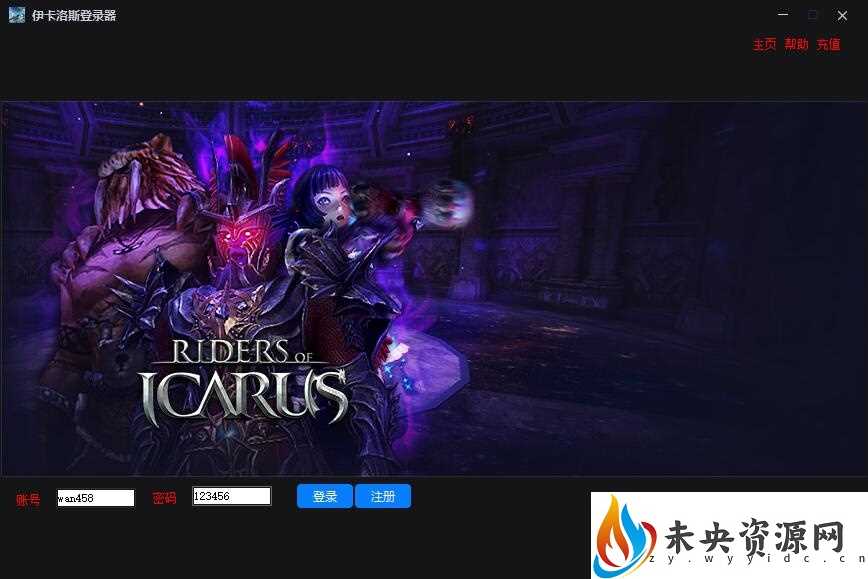 伊卡洛斯登录器
主页 帮助 充值
RIDERS OF
ICARUS
账号 wan458 密码 123456 登录 注册
未央资源网
zy.wyyidc.cn